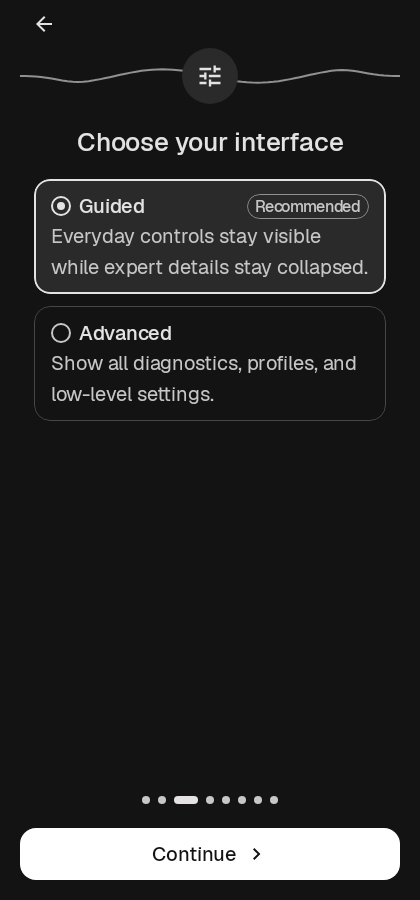 Choose your interface
Guided
Recommended
Everyday controls stay visible
while expert details stay collapsed.
Advanced
Show all diagnostics, profiles, and
low-level settings.
Continue